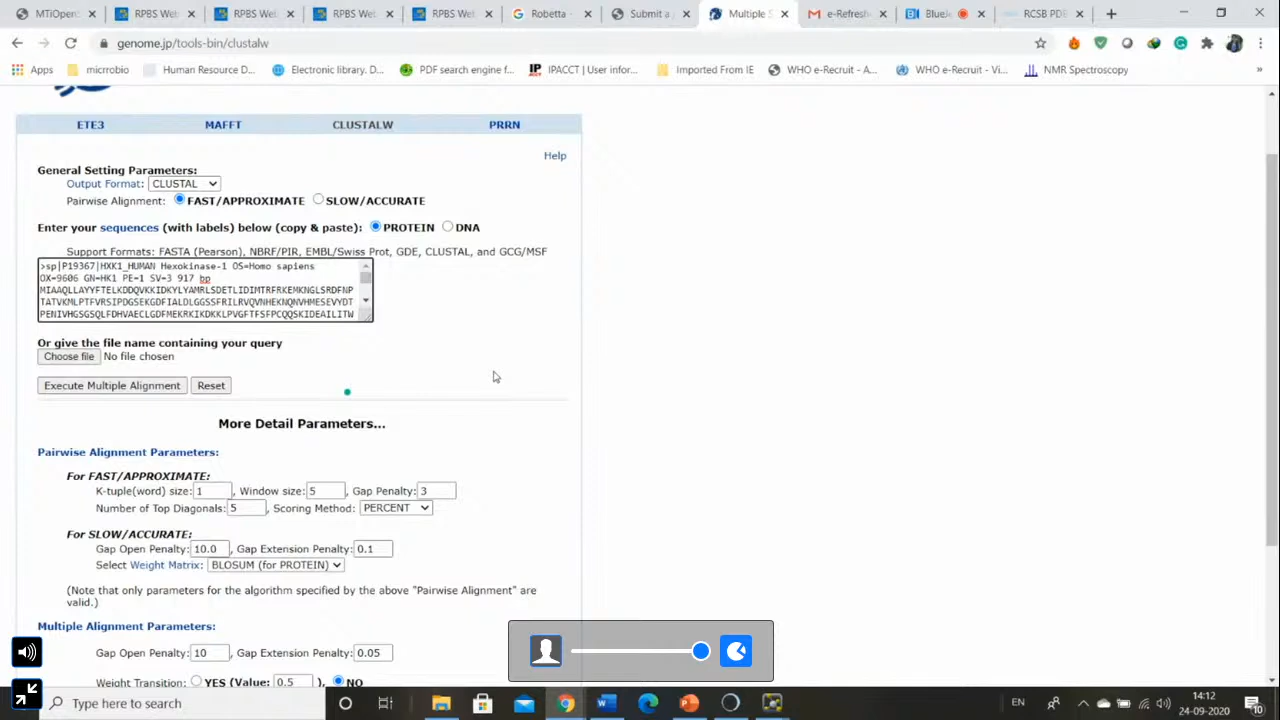 MTiOpenS
RPBS Web
RPBS Web
RPBS Web
RPBS Web
Robetta
Submit a
Multiple S
e-Refresh
BlueJ
RCSB PDB
genome.jp/tools-bin/clustalw
Apps
micrrobio
Human Resource D...
Electronic library. D...
PDF search engine f...
IPACCT | User infor...
Imported From IE
WHO e-Recruit - A...
WHO e-Recruit - Vi...
NMR Spectroscopy
»
ETE3 MAFFT CLUSTALW PRRN
Help
General Setting Parameters:
Output Format: CLUSTAL
Pairwise Alignment: FAST/APPROXIMATE SLOW/ACCURATE
Enter your sequences (with labels) below (copy & paste): PROTEIN DNA
Support Formats: FASTA (Pearson), NBRF/PIR, EMBL/Swiss Prot, GDE, CLUSTAL, and GCG/MSF
>sp|P19367|HXK1_HUMAN Hexokinase-1 OS=Homo sapiens
OX=9606 GN=HK1 PE=1 SV=3 917 bp
MIAAQLLAYYFTELKDDQVKKIDKYLYAMRLSDETLIDIMTRFRKEMKNGLSRDFNP
TATVKMLPTFVRSIPDGSEKGDFIALDLGGSSFRILRVQVNHEKNQNVHMESEVYDT
PENIVHGSGSQLFDHVAECLGDFMEKRKIKDKKLPVGFTFSFPCQQSKIDEAILITW
Or give the file name containing your query
Choose file No file chosen
Execute Multiple Alignment Reset
More Detail Parameters...
Pairwise Alignment Parameters:
For FAST/APPROXIMATE:
K-tuple(word) size: 1 , Window size: 5 , Gap Penalty: 3
Number of Top Diagonals: 5 , Scoring Method: PERCENT
For SLOW/ACCURATE:
Gap Open Penalty: 10.0 , Gap Extension Penalty: 0.1
Select Weight Matrix: BLOSUM (for PROTEIN)
(Note that only parameters for the algorithm specified by the above "Pairwise Alignment" are
valid.)
Multiple Alignment Parameters:
Gap Open Penalty: 10 , Gap Extension Penalty: 0.05
Weight Transition: YES (Value: 0.5 ), NO
Type here to search
EN
14:12
24-09-2020
10